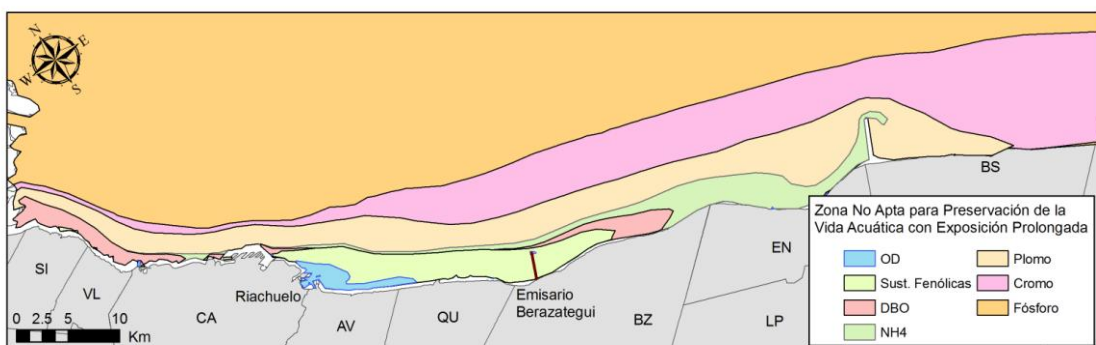 N
E
S
W
BS
Zona No Apta para Preservación de la
Vida Acuática con Exposición Prolongada
OD
Plomo
Sust. Fenólicas
Cromo
DBO
Fósforo
NH4
SI
VL
CA
Riachuelo
AV
QU
Emisario
Berazategui
BZ
EN
LP
0 2.5 5 10
Km